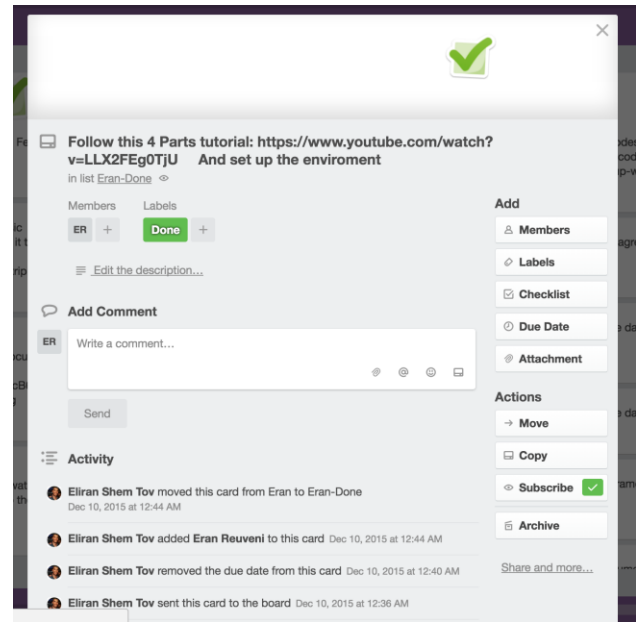 Follow this 4 Parts tutorial: https://www.youtube.com/watch?
v=LLX2FEg0TjU And set up the enviroment
in list Eran-Done
Members Labels
ER + Done +
Edit the description...
Add Comment
ER
Write a comment...
Send
Activity
Eliran Shem Tov moved this card from Eran to Eran-Done
Dec 10, 2015 at 12:44 AM
Eliran Shem Tov added Eran Reuveni to this card Dec 10, 2015 at 12:44 AM
Eliran Shem Tov removed the due date from this card Dec 10, 2015 at 12:40 AM
Eliran Shem Tov sent this card to the board Dec 10, 2015 at 12:36 AM
Add
Members
Labels
Checklist
Due Date
Attachment
Actions
Move
Copy
Subscribe
Archive
Share and more...